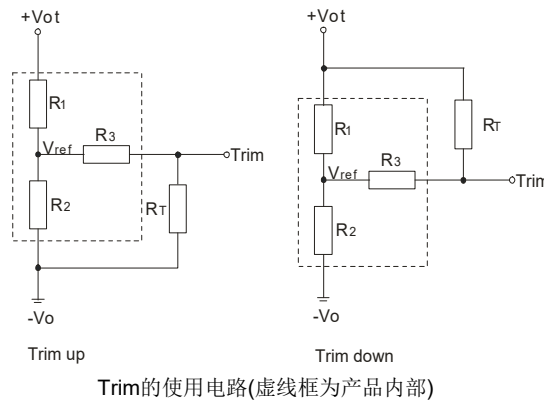 +Vot
R1
Vref
R3
Trim
R2
RT
-Vo
Trim up
+Vot
R1
RT
Vref
R3
Trim
R2
-Vo
Trim down
Trim的使用电路(虚线框为产品内部)